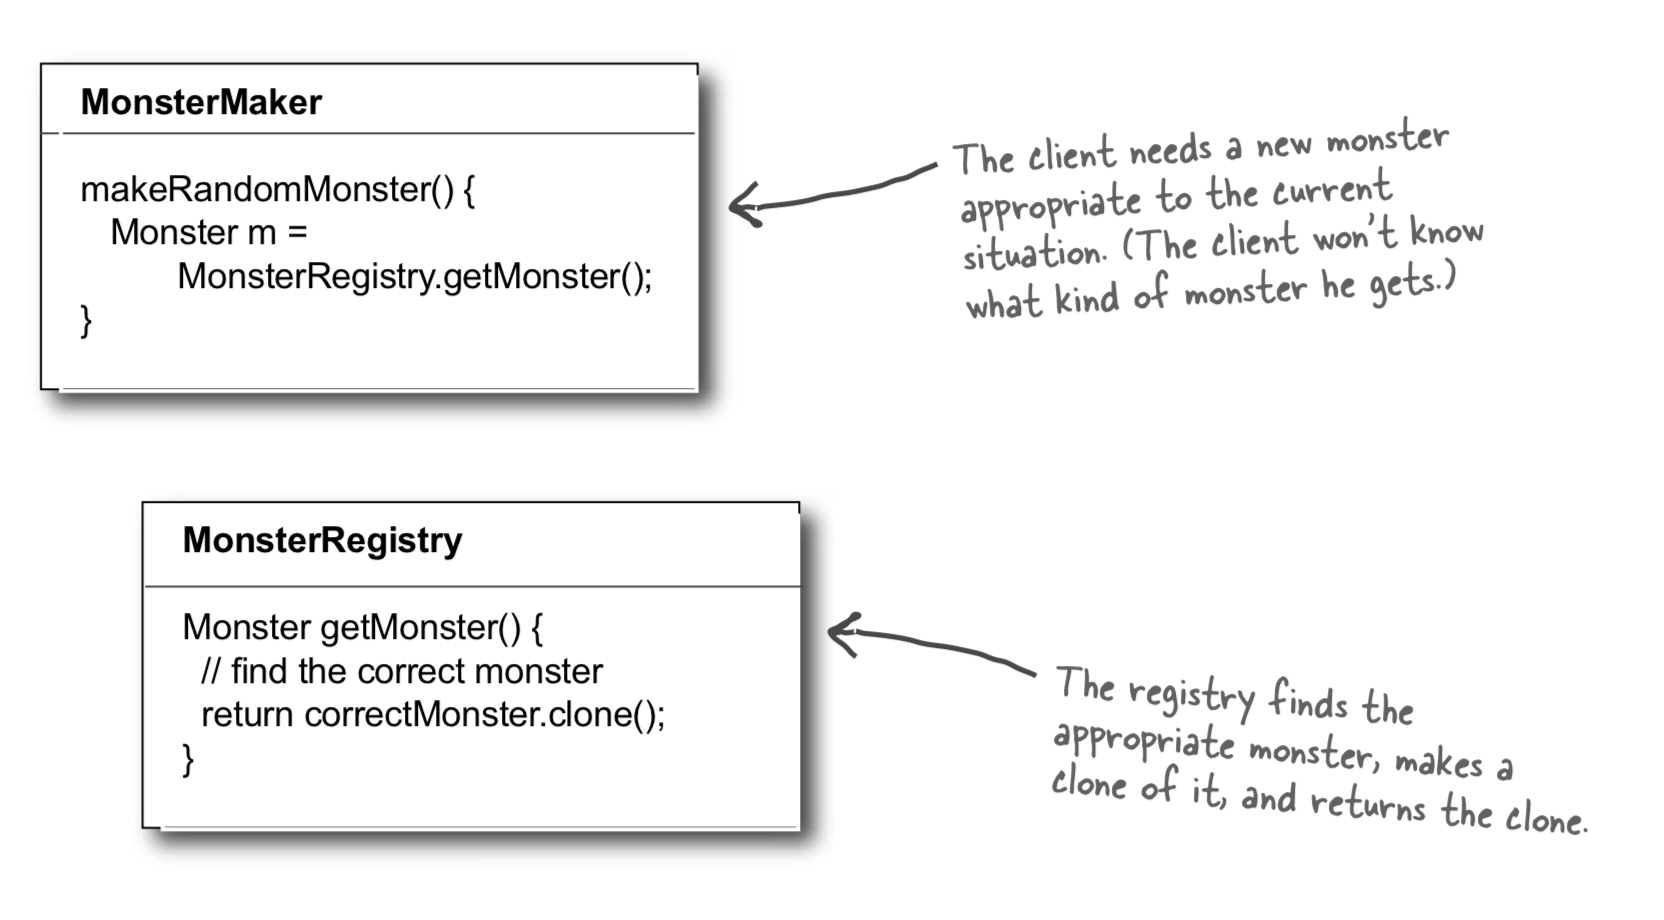 MonsterMaker
makeRandomMonster() {
Monster m =
MonsterRegistry.getMonster();
}
The client needs a new monster
appropriate to the current
situation. (The client won't know
what kind of monster he gets.)
MonsterRegistry
Monster getMonster() {
// find the correct monster
return correctMonster.clone();
}
The registry finds the
appropriate monster, makes a
clone of it, and returns the clone.